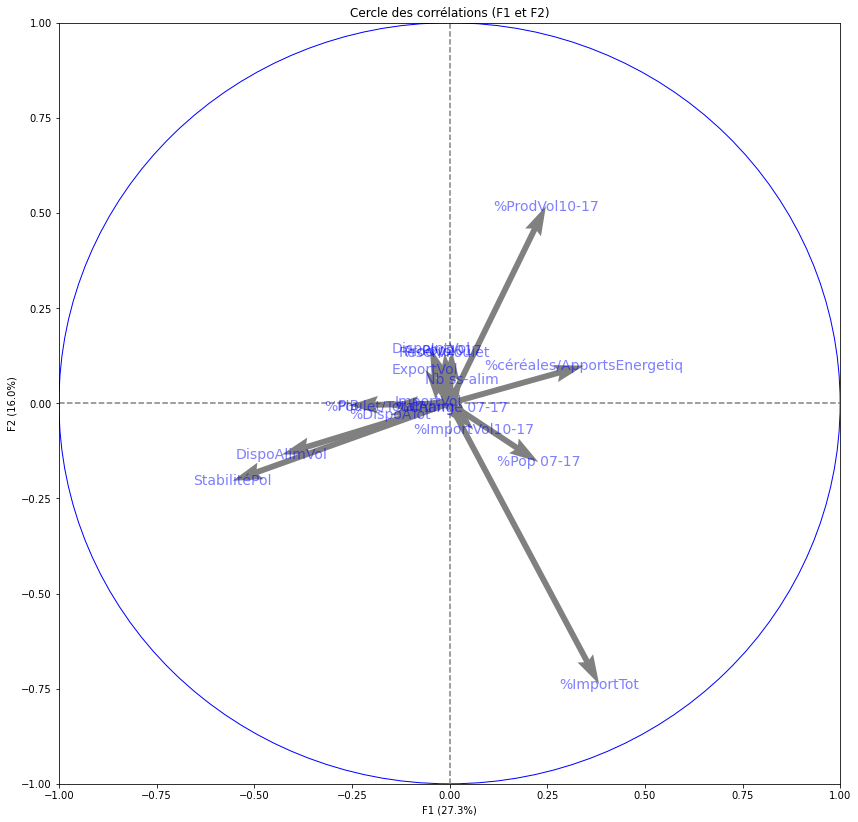 Cercle des corrélations (F1 et F2)
1.00
0.75
0.50
0.25
0.00
−0.25
−0.50
−0.75
−1.00
F2 (16.0%)
%ProdVol10-17
%céréales/ApportsEnergetiq
ExportVol
Nb ss-alim
ImportVol
%DispoATot
%ImportVol10-17
%Pop 07-17
DispoAlimVol
StabilitéPol
%ImportTot
−1.00
−0.75
−0.50
−0.25
0.00
0.25
0.50
0.75
1.00
F1 (27.3%)